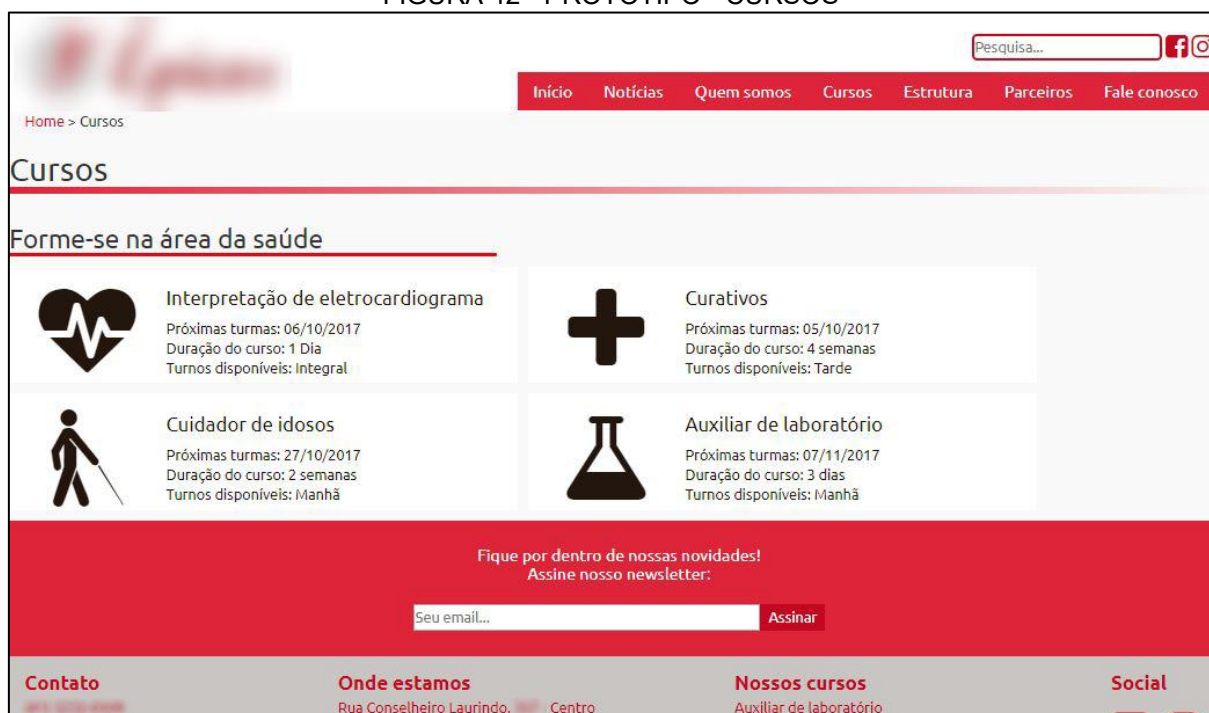 FIGURA 42 - PROTÓTIPO - CURSOS
Pesquisa...
Início Notícias Quem somos Cursos Estrutura Parceiros Fale conosco
Home > Cursos
Cursos
Forme-se na área da saúde
Interpretação de eletrocardiograma
Próximas turmas: 06/10/2017
Duração do curso: 1 Dia
Turnos disponíveis: Integral
Curativos
Próximas turmas: 05/10/2017
Duração do curso: 4 semanas
Turnos disponíveis: Tarde
Cuidador de idosos
Próximas turmas: 27/10/2017
Duração do curso: 2 semanas
Turnos disponíveis: Manhã
Auxiliar de laboratório
Próximas turmas: 07/11/2017
Duração do curso: 3 dias
Turnos disponíveis: Manhã
Fique por dentro de nossas novidades!
Assine nosso newsletter:
Seu email... Assinar
Contato
Onde estamos
Rua Conselheiro Laurindo, Centro
Nossos cursos
Auxiliar de laboratório
Social